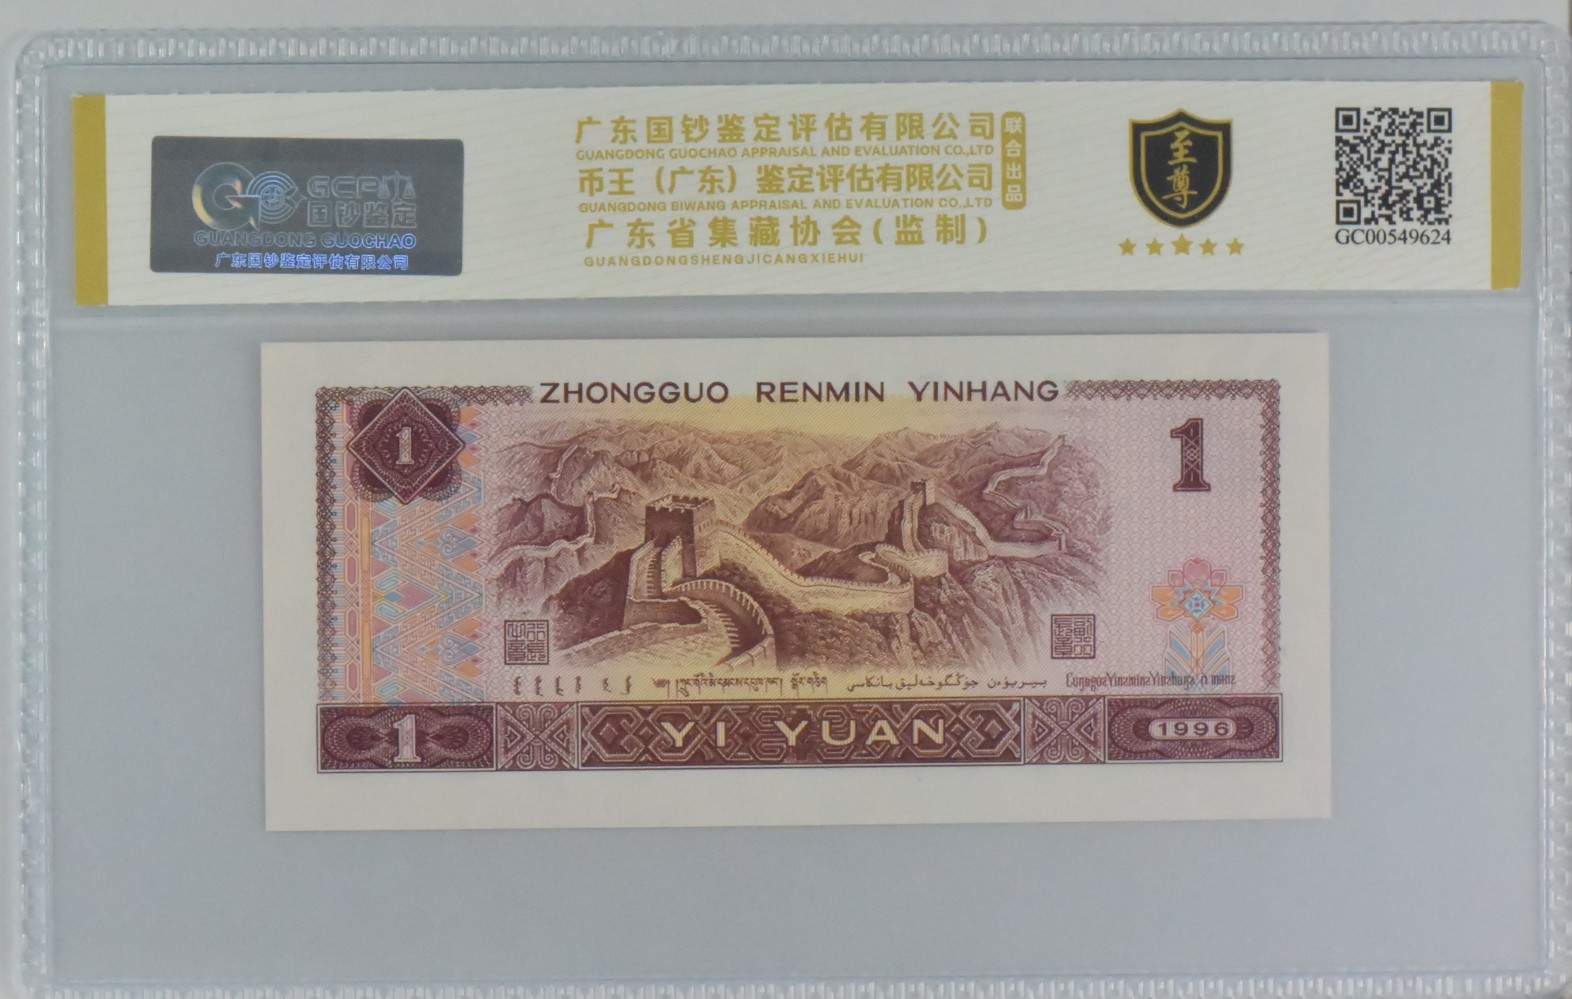 GCPA
国钞鉴定
GUANGDONG GUOCHAO
广东国钞鉴定评估有限公司
广东国钞鉴定评估有限公司
GUANGDONG GUOCHAO APPRAISAL AND EVALUATION CO.,LTD
币王（广东）鉴定评估有限公司
GUANGDONG BIWANG APPRAISAL AND EVALUATION CO.,LTD
广东省集藏协会(监制)
GUANGDONGSHENGJICANGXIEHUI
联合出品
至尊
GC00549624
ZHONGGUO RENMIN YINHANG
1
1
1
YI YUAN
1996